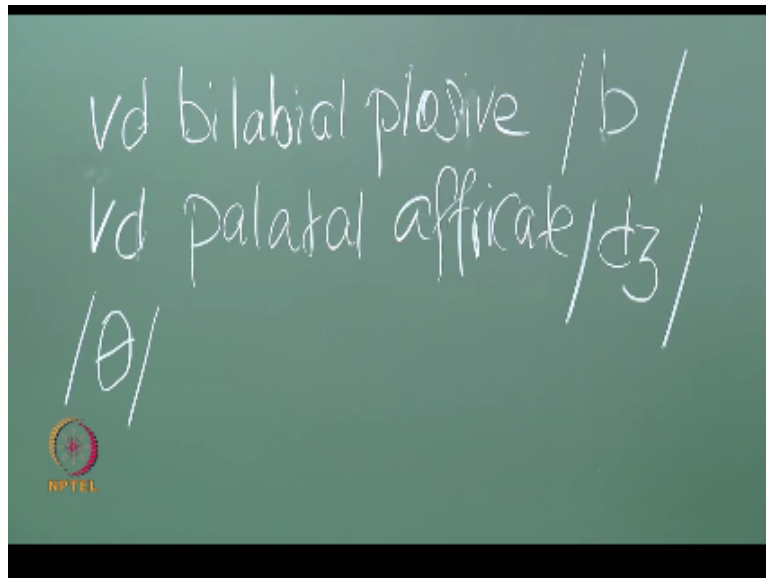 vd bilabial plosive /b/
vd palatal affricate /dʒ/
/θ/
NPTEL